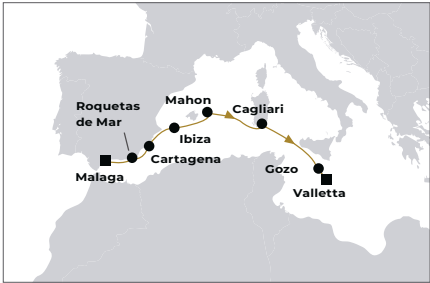 Roquetas
de Mar
Mahon
Cagliari
Ibiza
Cartagena
Malaga
Gozo
Valletta